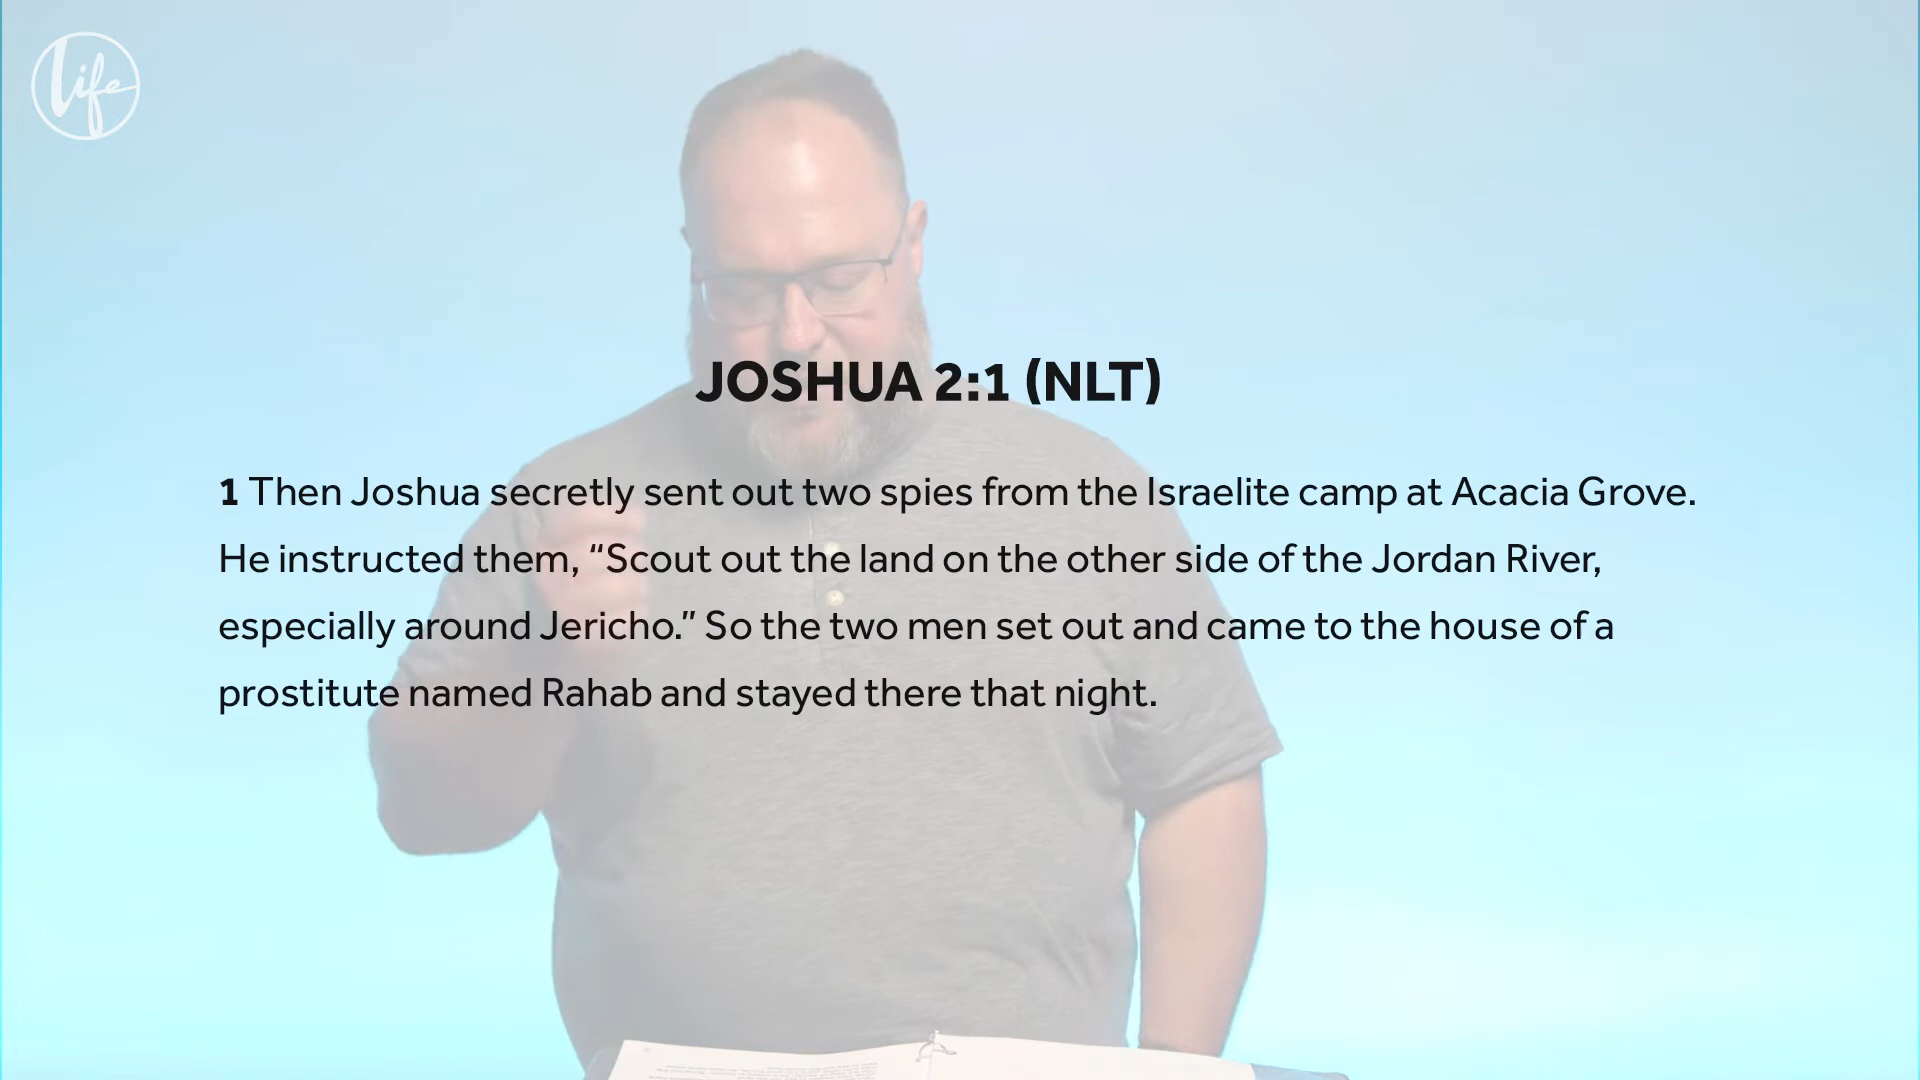 Life
JOSHUA 2:1 (NLT)
1 Then Joshua secretly sent out two spies from the Israelite camp at Acacia Grove.
He instructed them, “Scout out the land on the other side of the Jordan River,
especially around Jericho.” So the two men set out and came to the house of a
prostitute named Rahab and stayed there that night.